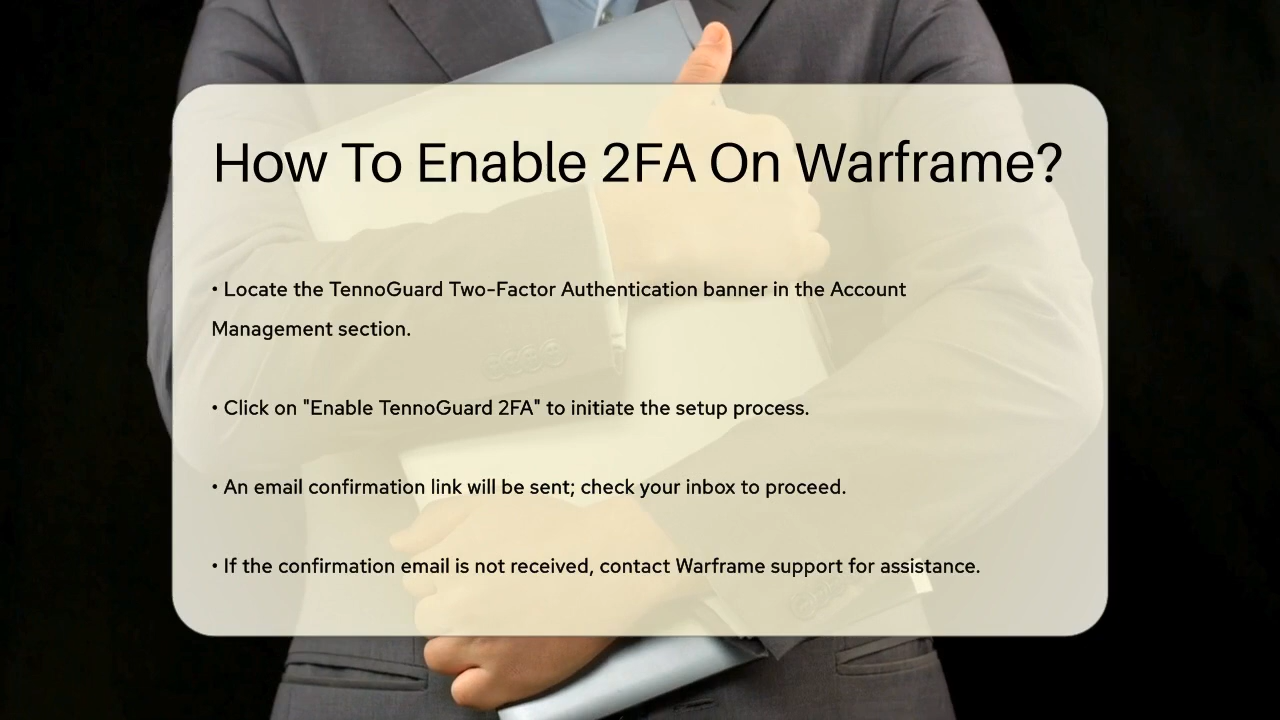 How To Enable 2FA On Warframe?
• Locate the TennoGuard Two-Factor Authentication banner in the Account
Management section.
• Click on "Enable TennoGuard 2FA" to initiate the setup process.
• An email confirmation link will be sent; check your inbox to proceed.
• If the confirmation email is not received, contact Warframe support for assistance.